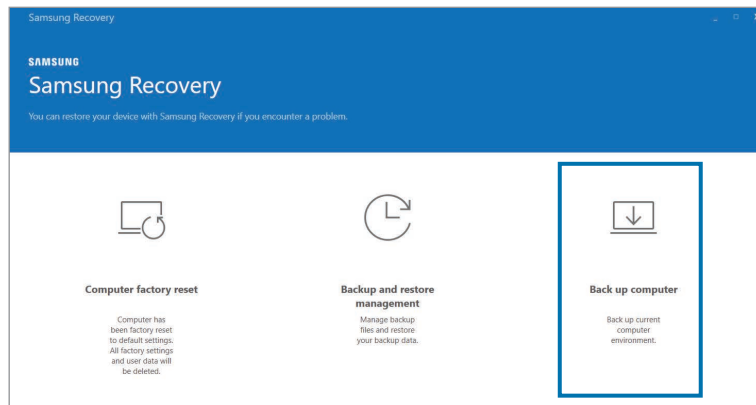 Samsung Recovery
SAMSUNG
Samsung Recovery
You can restore your device with Samsung Recovery if you encounter a problem.
Computer factory reset
Computer has
been factory reset
to default settings.
All factory settings
and user data will
be deleted.
Backup and restore
management
Manage backup
files and restore
your backup data.
Back up computer
Back up current
computer
environment.